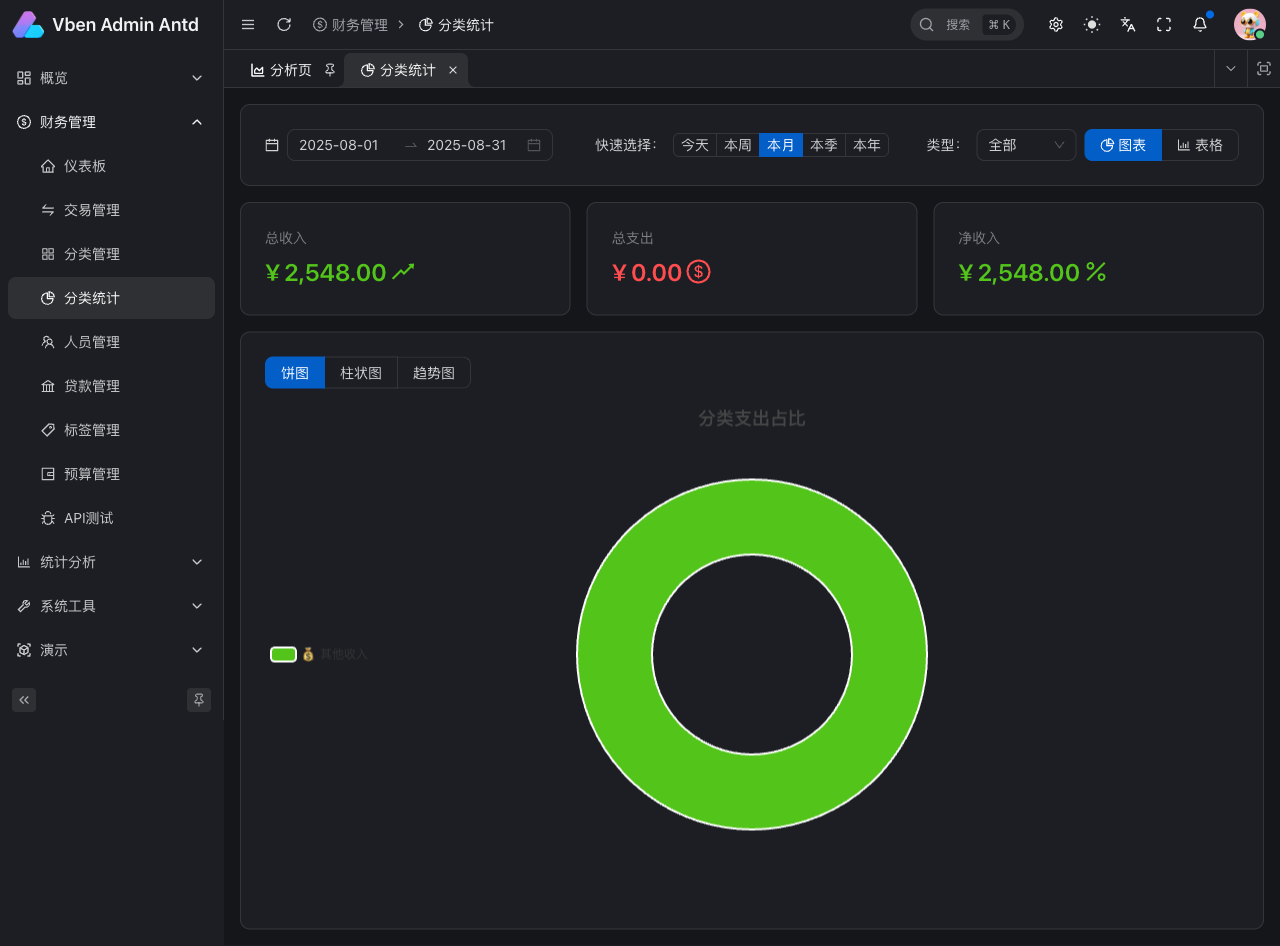 Vben Admin Antd
概览
财务管理
仪表板
交易管理
分类管理
分类统计
人员管理
贷款管理
标签管理
预算管理
API测试
统计分析
系统工具
演示
财务管理 > 分类统计
搜索 ⌘ K
分析页
分类统计 ×
2025-08-01 → 2025-08-31
快速选择：
今天 本周 本月 本季 本年
类型：
全部
图表 表格
总收入
¥2,548.00
总支出
¥0.00
净收入
¥2,548.00
饼图 柱状图 趋势图
分类支出占比
其他收入